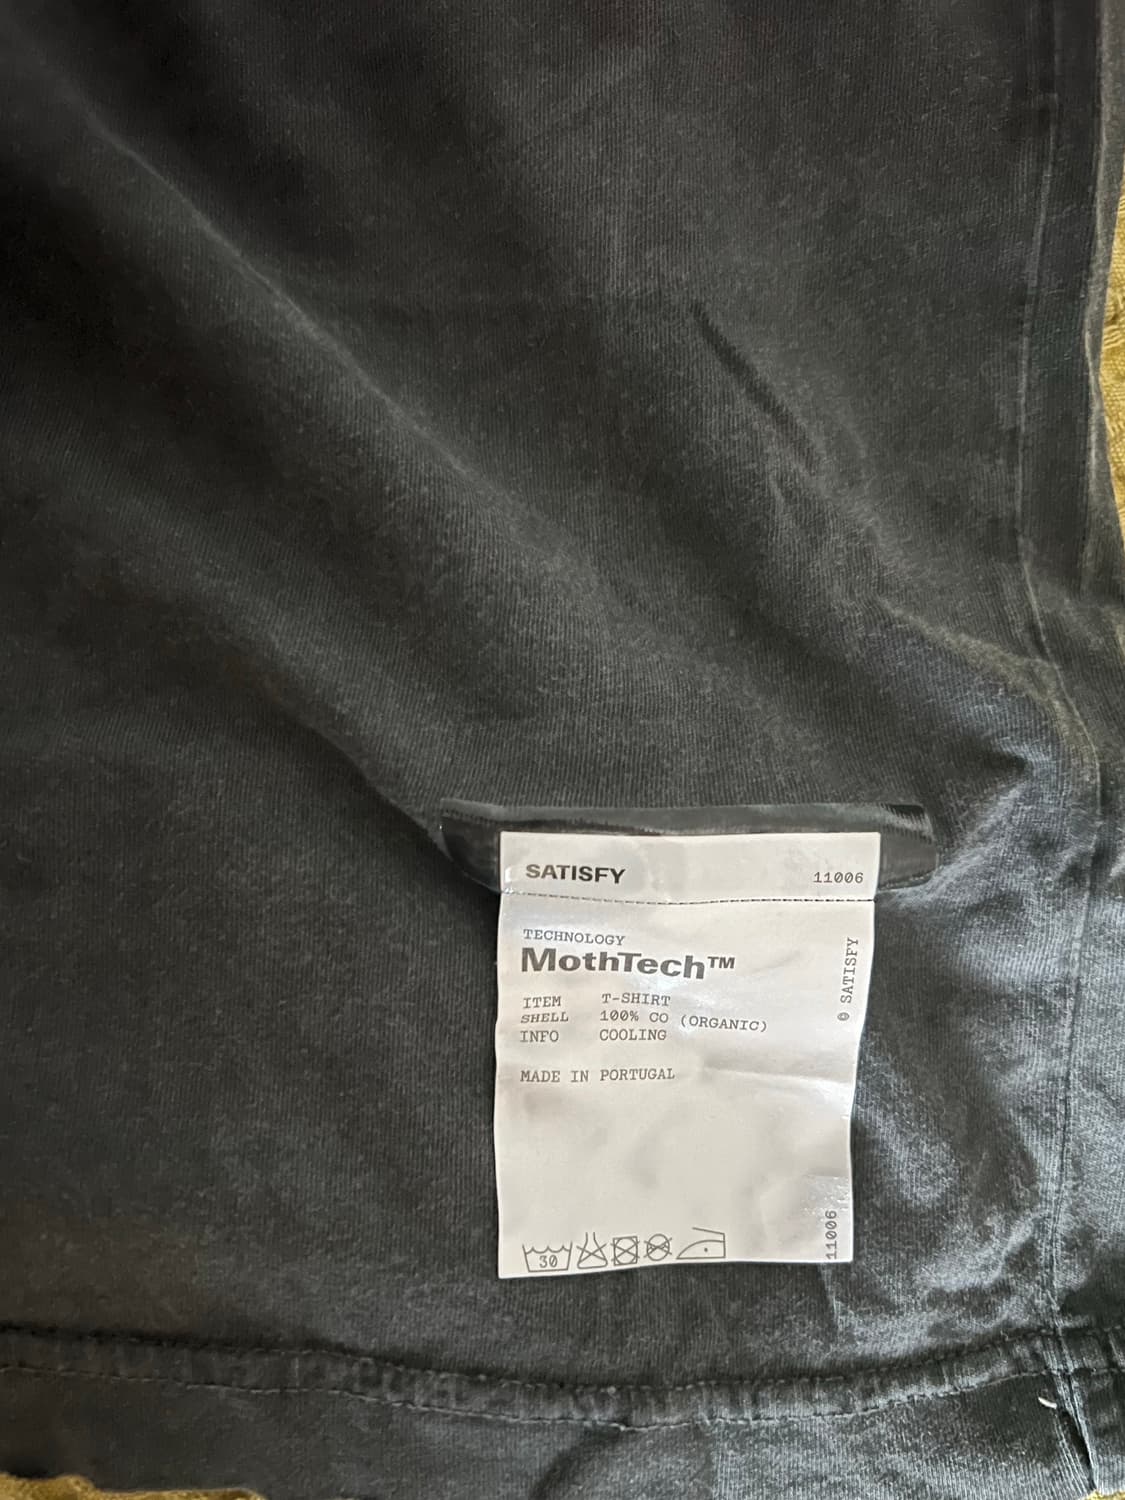 SATISFY 11006
TECHNOLOGY
MothTech™
ITEM T-SHIRT
SHELL 100% CO (ORGANIC)
INFO COOLING
MADE IN PORTUGAL
© SATISFY
30
11006